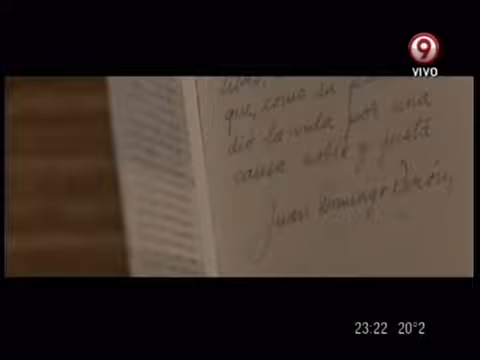 9
VIVO
que, como su
dió la vida por una
causa noble y justa
Juan Domingo Perón,
23:22 20°2